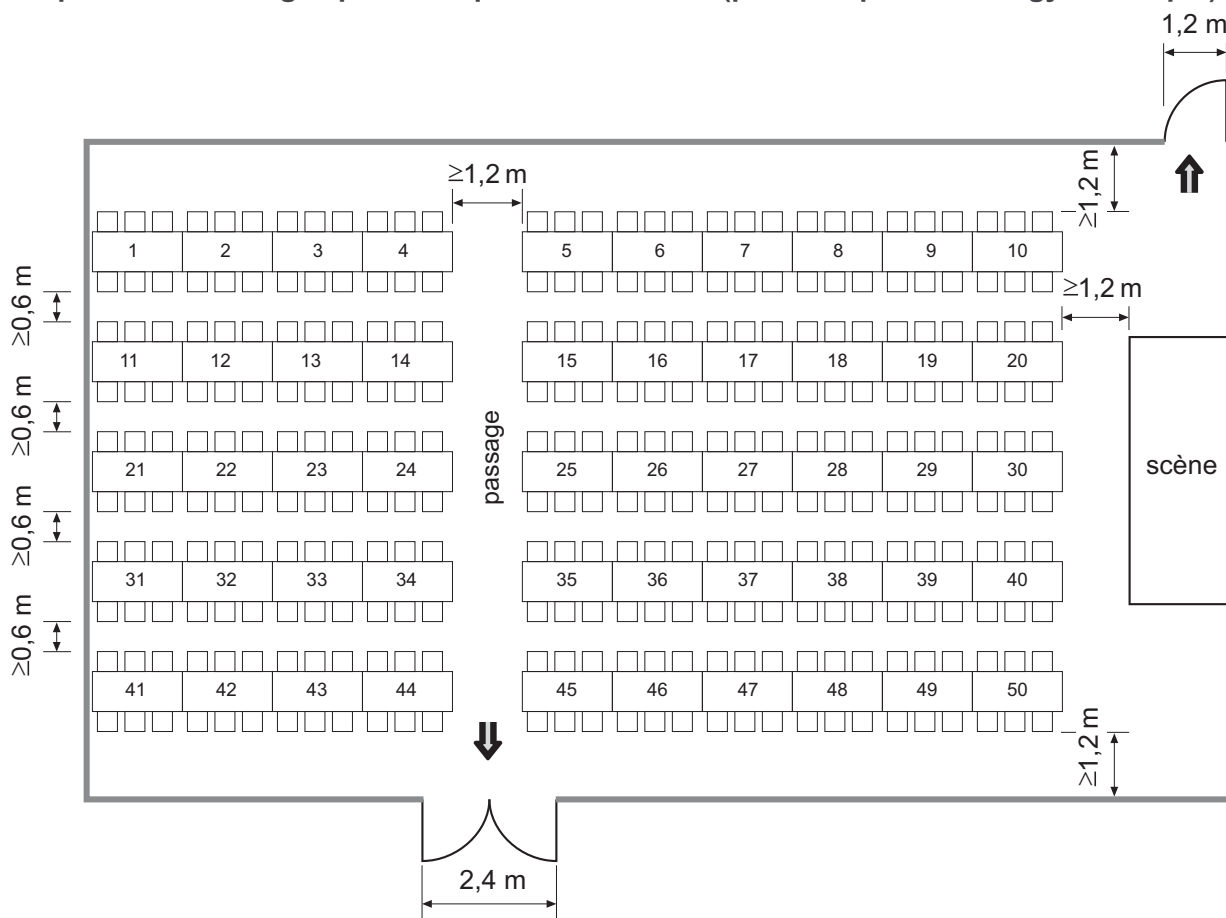 1,2 m
≥1,2 m
≥1,2 m
1 2 3 4 5 6 7 8 9 10
≥0,6 m
≥1,2 m
11 12 13 14 15 16 17 18 19 20
≥0,6 m
passage
21 22 23 24 25 26 27 28 29 30
scène
≥0,6 m
31 32 33 34 35 36 37 38 39 40
≥0,6 m
41 42 43 44 45 46 47 48 49 50
≥1,2 m
2,4 m